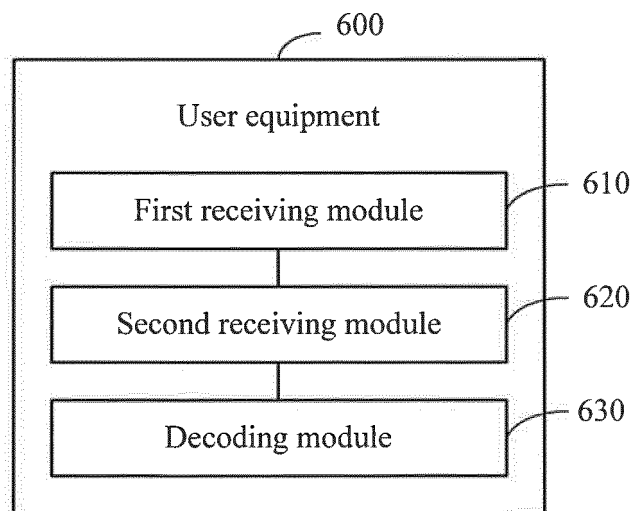 600
User equipment
610
First receiving module
620
Second receiving module
630
Decoding module